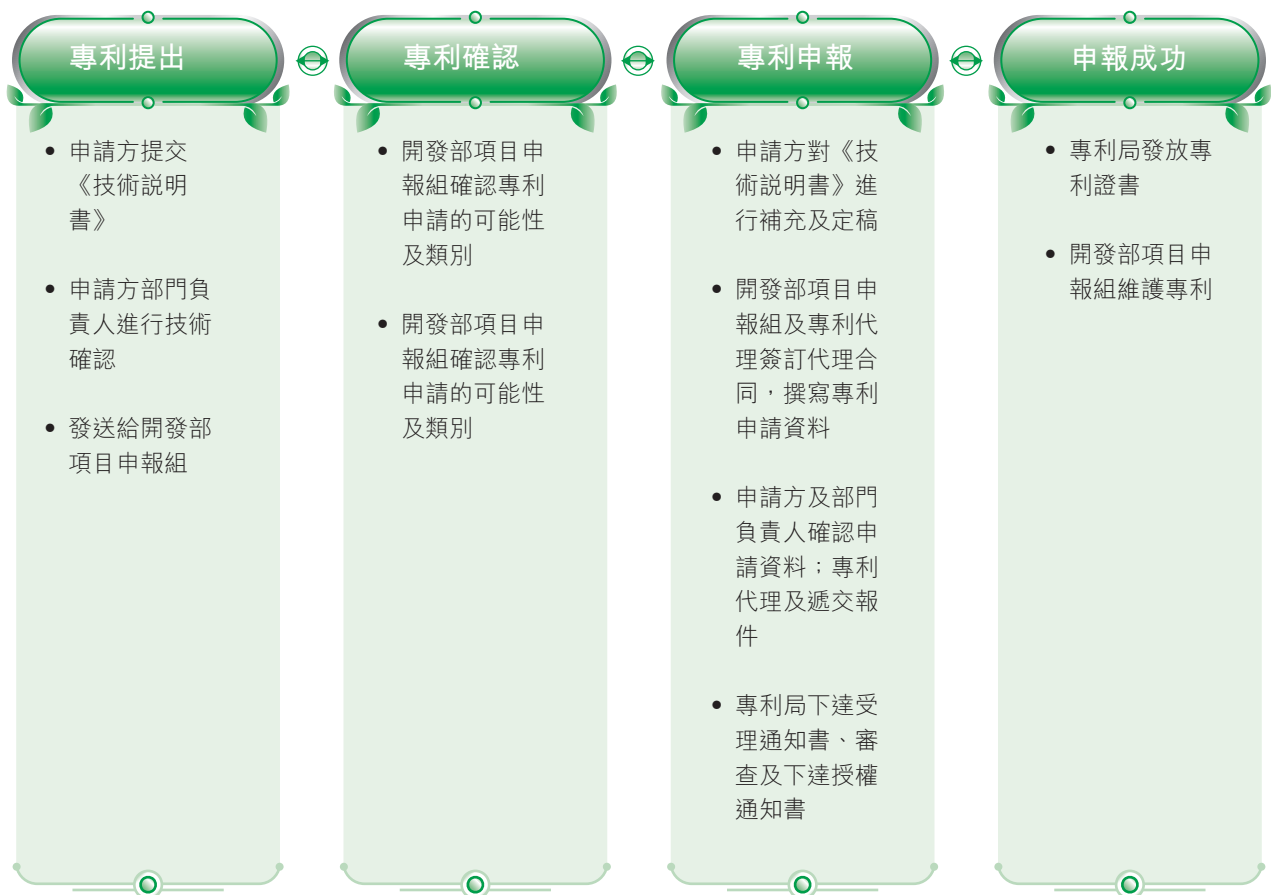 專利提出
• 申請方提交
《技術説明
書》
• 申請方部門負
責人進行技術
確認
• 發送給開發部
項目申報組
專利確認
• 開發部項目申
報組確認專利
申請的可能性
及類別
• 開發部項目申
報組確認專利
申請的可能性
及類別
專利申報
• 申請方對《技
術説明書》進
行補充及定稿
• 開發部項目申
報組及專利代
理簽訂代理合
同，撰寫專利
申請資料
• 申請方及部門
負責人確認申
請資料；專利
代理及遞交報
件
• 專利局下達受
理通知書、審
查及下達授權
通知書
申報成功
• 專利局發放專
利證書
• 開發部項目申
報組維護專利